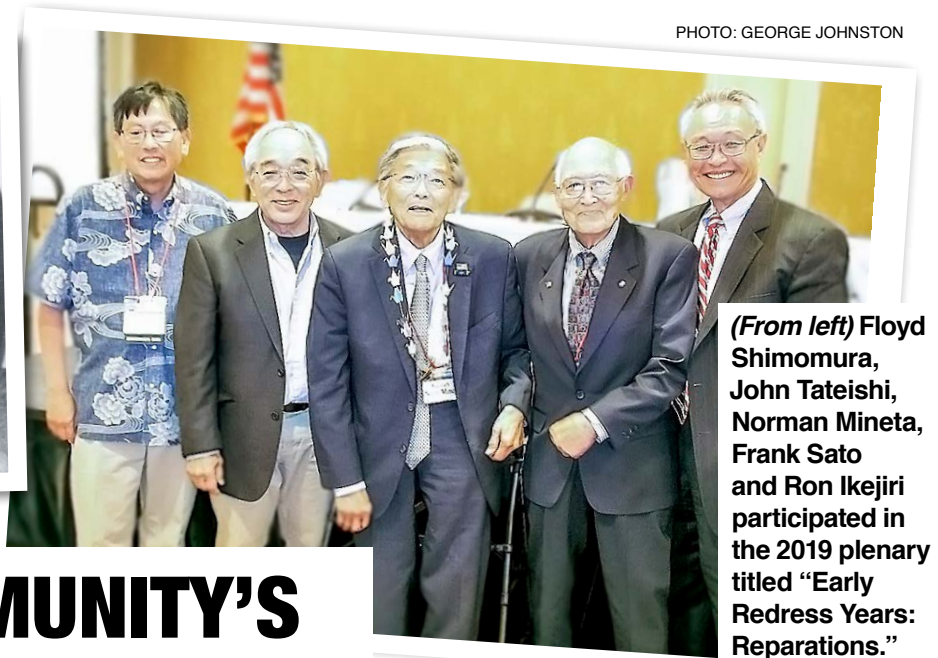 PHOTO: GEORGE JOHNSTON
(From left) Floyd
Shimomura,
John Tateishi,
Norman Mineta,
Frank Sato
and Ron Ikejiri
participated in
the 2019 plenary
titled “Early
Redress Years:
Reparations.”
MUNITY’S